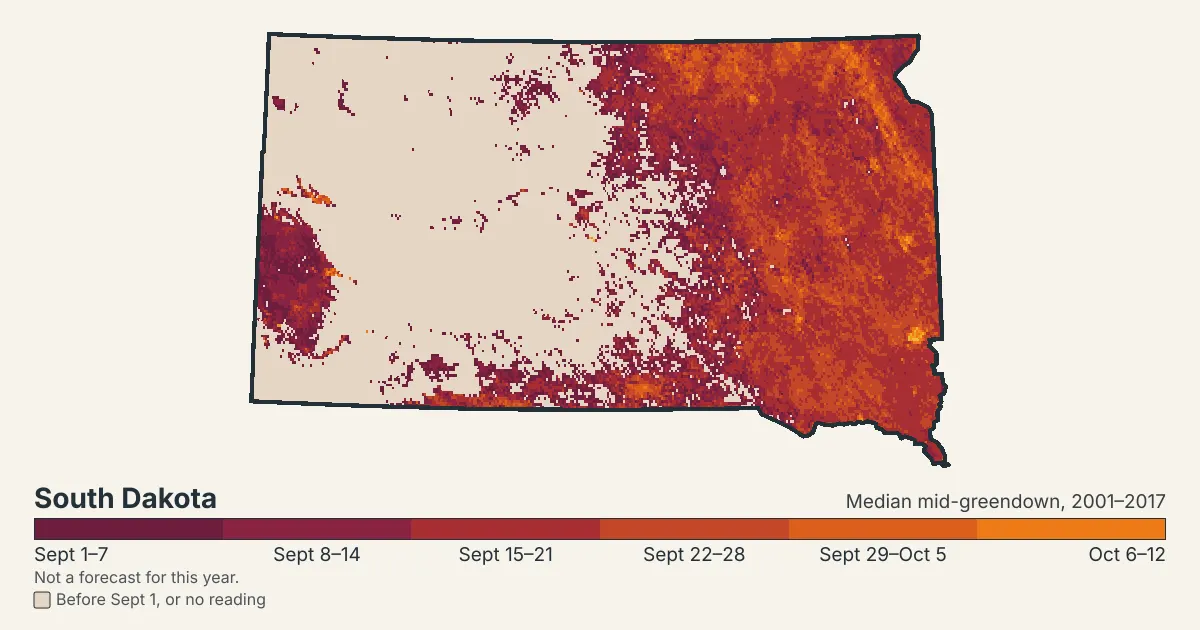 South Dakota
Median mid-greendown, 2001–2017
Sept 1–7
Sept 8–14
Sept 15–21
Sept 22–28
Sept 29–Oct 5
Oct 6–12
Not a forecast for this year.
Before Sept 1, or no reading